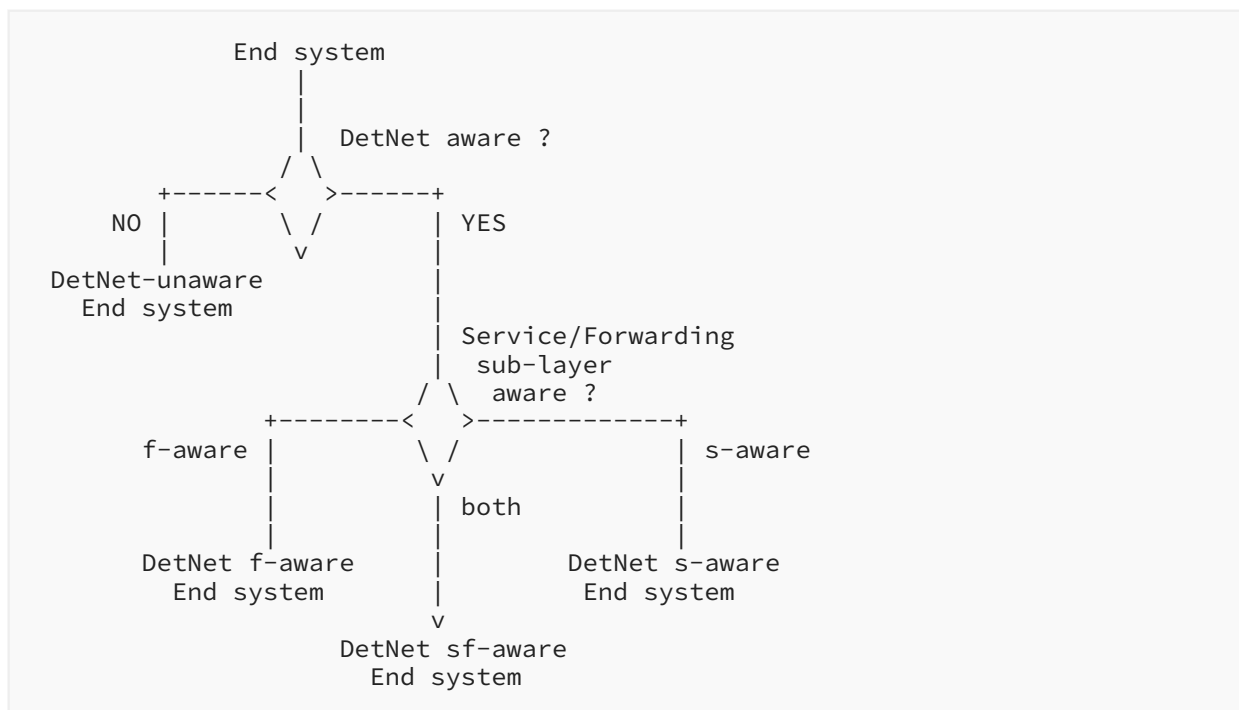 End system
DetNet aware ?
NO
YES
DetNet-unaware
End system
Service/Forwarding
sub-layer
aware ?
f-aware
s-aware
both
DetNet f-aware
End system
DetNet s-aware
End system
DetNet sf-aware
End system